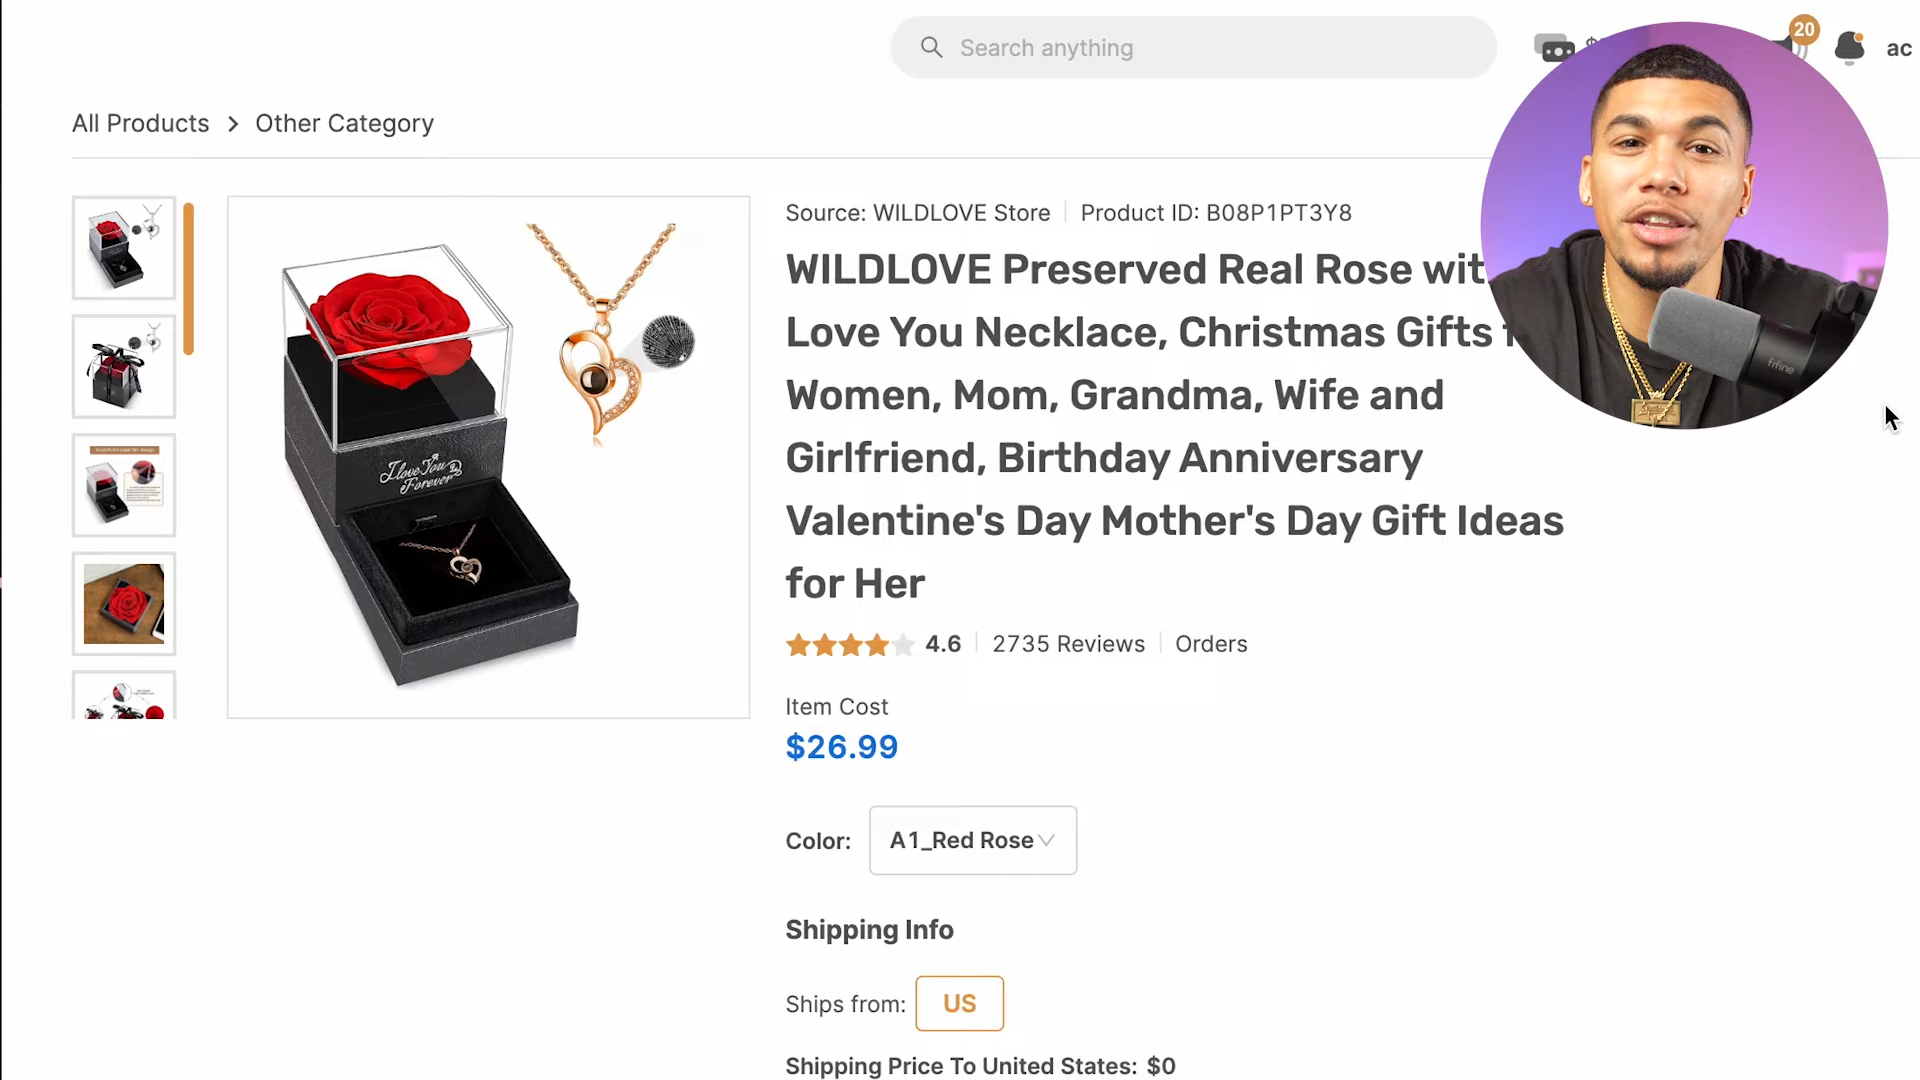 Search anything
20
ac
All Products > Other Category
Source: WILDLOVE Store | Product ID: B08P1PT3Y8
WILDLOVE Preserved Real Rose
Love You Necklace, Christmas Gifts
Women, Mom, Grandma, Wife and
Girlfriend, Birthday Anniversary
Valentine's Day Mother's Day Gift Ideas
for Her
I Love You
Forever
fifine
4.6 | 2735 Reviews | Orders
Item Cost
$26.99
Color: A1_Red Rose
Shipping Info
Ships from: US
Shipping Price To United States: $0